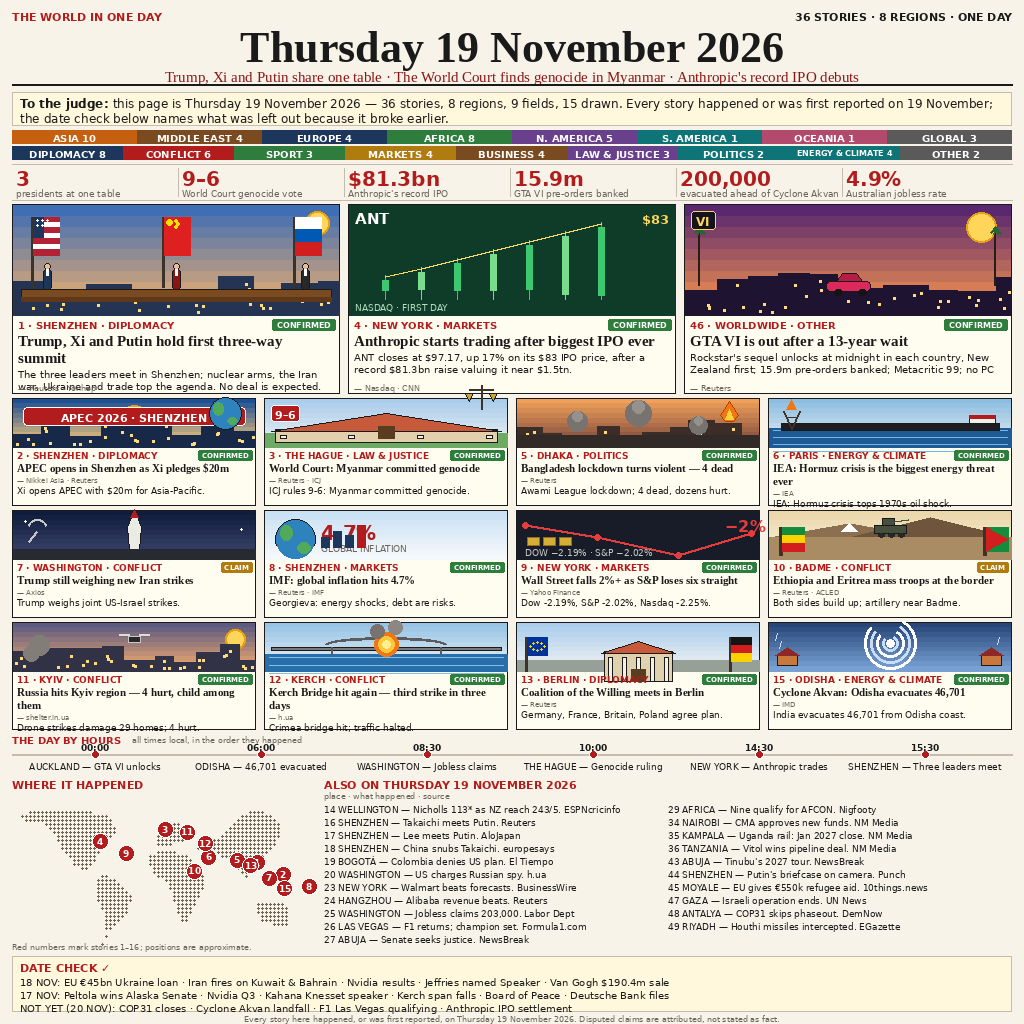 THE WORLD IN ONE DAY
36 STORIES · 8 REGIONS · ONE DAY
Thursday 19 November 2026
Trump, Xi and Putin share one table · The World Court finds genocide in Myanmar · Anthropic's record IPO debuts
To the judge: this page is Thursday 19 November 2026 — 36 stories, 8 regions, 9 fields, 15 drawn. Every story happened or was first reported on 19 November;
the date check below names what was left out because it broke earlier.
ASIA 10 MIDDLE EAST 4 EUROPE 4 AFRICA 8 N. AMERICA 5 S. AMERICA 1 OCEANIA 1 GLOBAL 3
DIPLOMACY 8 CONFLICT 6 SPORT 3 MARKETS 4 BUSINESS 4 LAW & JUSTICE 3 POLITICS 2 ENERGY & CLIMATE 4 OTHER 2
3 9–6 $81.3bn 15.9m 200,000 4.9%
presidents at one table World Court genocide vote Anthropic's record IPO GTA VI pre-orders banked evacuated ahead of Cyclone Akvan Australian jobless rate
ANT
$83
NASDAQ · FIRST DAY
VI
1 · SHENZHEN · DIPLOMACY
CONFIRMED
Trump, Xi and Putin hold first three-way
summit
The three leaders meet in Shenzhen; nuclear arms, the Iran
war, Ukraine and trade top the agenda. No deal is expected.
4 · NEW YORK · MARKETS
CONFIRMED
Anthropic starts trading after biggest IPO ever
ANT closes at $97.17, up 17% on its $83 IPO price, after a
record $81.3bn raise valuing it near $1.5tn.
— Nasdaq · CNN
46 · WORLDWIDE · OTHER
CONFIRMED
GTA VI is out after a 13-year wait
Rockstar's sequel unlocks at midnight in each country, New
Zealand first; 15.9m pre-orders banked; Metacritic 99; no PC
— Reuters
APEC 2026 · SHENZHEN
2 · SHENZHEN · DIPLOMACY
CONFIRMED
APEC opens in Shenzhen as Xi pledges $20m
— Nikkei Asia · Reuters
Xi opens APEC with $20m for Asia-Pacific.
9–6
3 · THE HAGUE · LAW & JUSTICE
CONFIRMED
World Court: Myanmar committed genocide
— Reuters · ICJ
ICJ rules 9-6: Myanmar committed genocide.
5 · DHAKA · POLITICS
CONFIRMED
Bangladesh lockdown turns violent — 4 dead
— Reuters
Awami League lockdown; 4 dead, dozens hurt.
6 · PARIS · ENERGY & CLIMATE
CONFIRMED
IEA: Hormuz crisis is the biggest energy threat
ever
— IEA
IEA: Hormuz crisis tops 1970s oil shock.
7 · WASHINGTON · CONFLICT
CLAIM
Trump still weighing new Iran strikes
— Axios
Trump weighs joint US-Israel strikes.
4.7%
GLOBAL INFLATION
8 · SHENZHEN · MARKETS
CONFIRMED
IMF: global inflation hits 4.7%
— Reuters · IMF
Georgieva: energy shocks, debt are risks.
−2%
DOW −2.19% · S&P −2.02%
9 · NEW YORK · MARKETS
CONFIRMED
Wall Street falls 2%+ as S&P loses six straight
— Yahoo Finance
Dow -2.19%, S&P -2.02%, Nasdaq -2.25%.
10 · BADME · CONFLICT
CLAIM
Ethiopia and Eritrea mass troops at the border
— Reuters · ACLED
Both sides build up; artillery near Badme.
11 · KYIV · CONFLICT
CONFIRMED
Russia hits Kyiv region — 4 hurt, child among
them
— shelter.in.ua
Drone strikes damage 29 homes; 4 hurt.
12 · KERCH · CONFLICT
CONFIRMED
Kerch Bridge hit again — third strike in three
days
— h.ua
Crimea bridge hit; traffic halted.
13 · BERLIN · DIPLOMACY
CONFIRMED
Coalition of the Willing meets in Berlin
— Reuters
Germany, France, Britain, Poland agree plan.
15 · ODISHA · ENERGY & CLIMATE
CONFIRMED
Cyclone Akvan: Odisha evacuates 46,701
— IMD
India evacuates 46,701 from Odisha coast.
THE DAY BY HOURS all times local, in the order they happened
00:00 06:00 08:30 10:00 14:30 15:30
AUCKLAND — GTA VI unlocks ODISHA — 46,701 evacuated WASHINGTON — Jobless claims THE HAGUE — Genocide ruling NEW YORK — Anthropic trades SHENZHEN — Three leaders meet
WHERE IT HAPPENED
4 9 3 11 12 6 10 5 13 7 2 15 8
Red numbers mark stories 1–16; positions are approximate.
ALSO ON THURSDAY 19 NOVEMBER 2026
place · what happened · source
14 WELLINGTON — Nicholls 113* as NZ reach 243/5. ESPNcricinfo
16 SHENZHEN — Takaichi meets Putin. Reuters
17 SHENZHEN — Lee meets Putin. AloJapan
18 SHENZHEN — China snubs Takaichi. europesays
19 BOGOTÁ — Colombia denies US plan. El Tiempo
20 WASHINGTON — US charges Russian spy. h.ua
23 NEW YORK — Walmart beats forecasts. BusinessWire
24 HANGZHOU — Alibaba revenue beats. Reuters
25 WASHINGTON — Jobless claims 203,000. Labor Dept
26 LAS VEGAS — F1 returns; champion set. Formula1.com
27 ABUJA — Senate seeks justice. NewsBreak
29 AFRICA — Nine qualify for AFCON. Nigfooty
34 NAIROBI — CMA approves new funds. NM Media
35 KAMPALA — Uganda rail: Jan 2027 close. NM Media
36 TANZANIA — Vitol wins pipeline deal. NM Media
43 ABUJA — Tinubu's 2027 tour. NewsBreak
44 SHENZHEN — Putin's briefcase on camera. Punch
45 MOYALE — EU gives €550k refugee aid. 10things.news
47 GAZA — Israeli operation ends. UN News
48 ANTALYA — COP31 skips phaseout. DemNow
49 RIYADH — Houthi missiles intercepted. EGazette
DATE CHECK ✓
18 NOV: EU €45bn Ukraine loan · Iran fires on Kuwait & Bahrain · Nvidia results · Jeffries named Speaker · Van Gogh $190.4m sale
17 NOV: Peltola wins Alaska Senate · Nvidia Q3 · Kahana Knesset speaker · Kerch span falls · Board of Peace · Deutsche Bank files
NOT YET (20 NOV): COP31 closes · Cyclone Akvan landfall · F1 Las Vegas qualifying · Anthropic IPO settlement
Every story here happened, or was first reported, on Thursday 19 November 2026. Disputed claims are attributed, not stated as fact.